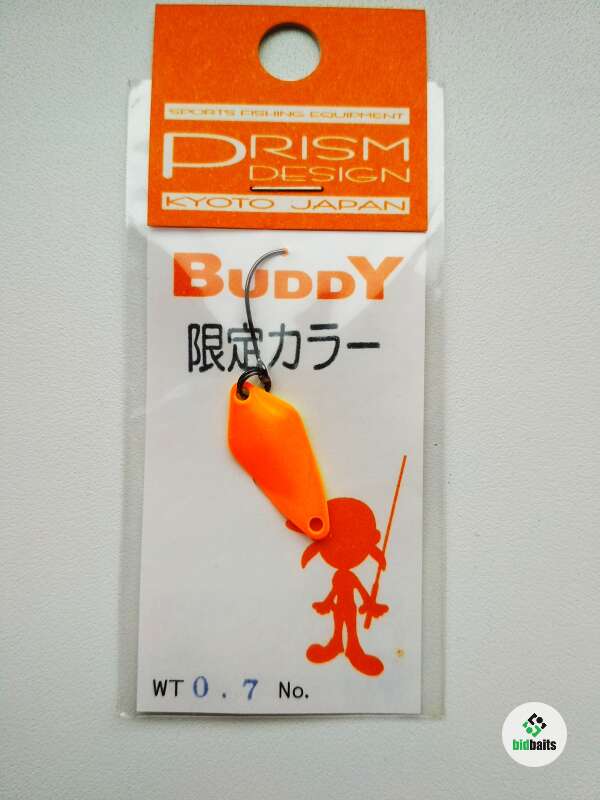 SPORTS FISHING EQUIPMENT
PRISM
DESIGN
KYOTO JAPAN
BUDDY
限定カラー
WT 0.7 No.
bidbaits